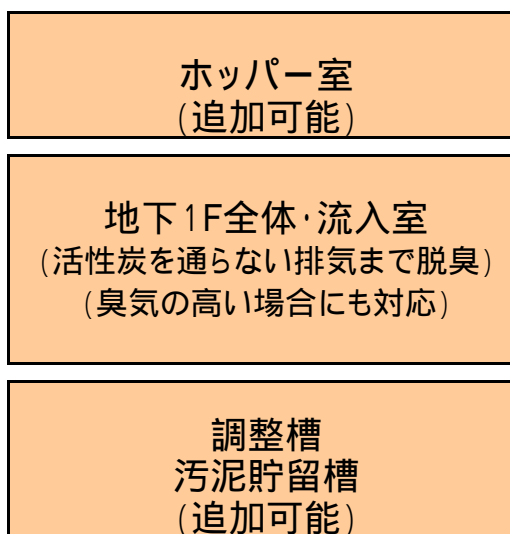 ホッパー室
(追加可能)
地下1F全体・流入室
(活性炭を通らない排気まで脱臭)
(臭気の高い場合にも対応)
調整槽
汚泥貯留槽
(追加可能)